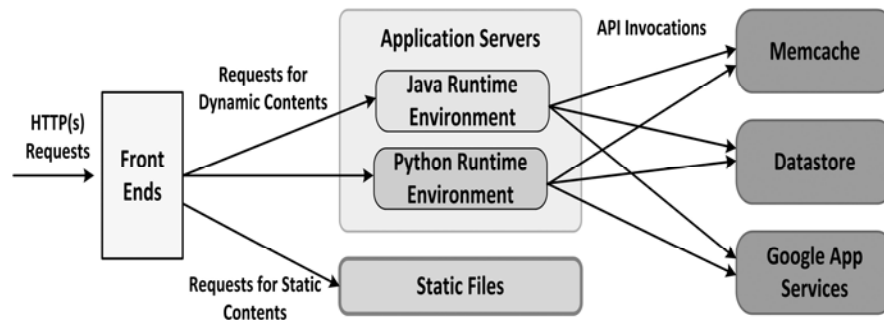 HTTP(s)
Requests
Front
Ends
Requests for
Dynamic Contents
Requests for Static
Contents
Application Servers
Java Runtime
Environment
Python Runtime
Environment
Static Files
API Invocations
Memcache
Datastore
Google App
Services